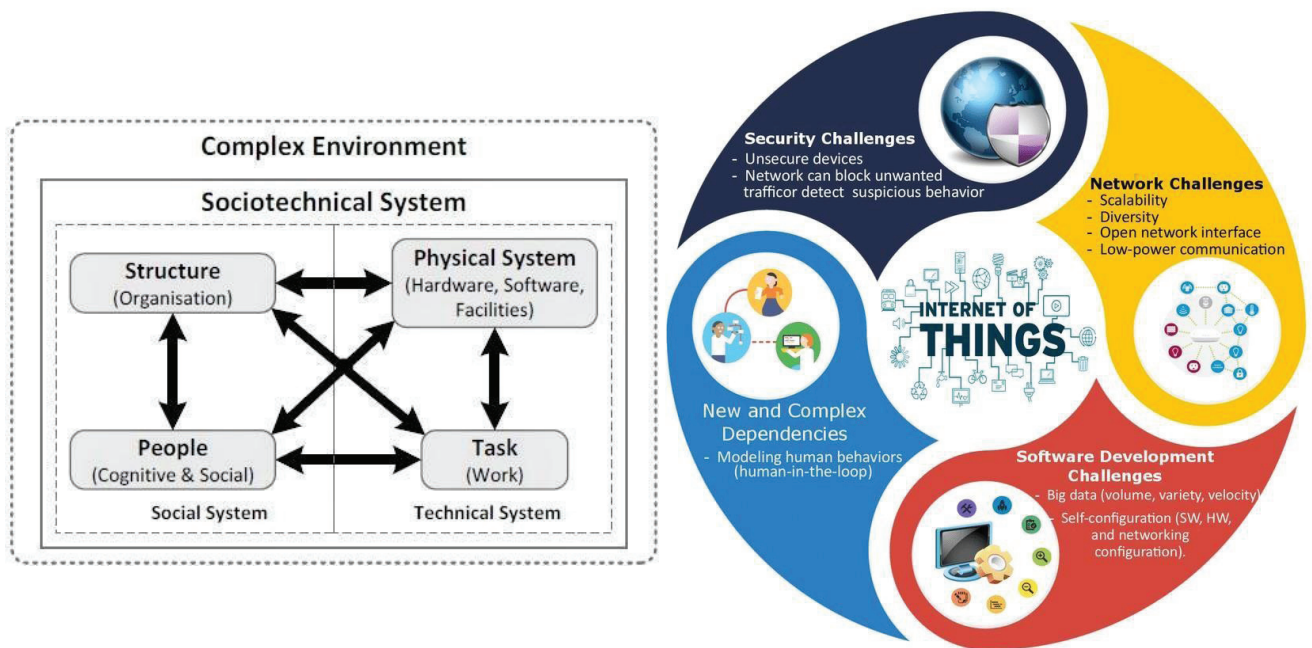 Complex Environment
Sociotechnical System
Structure
(Organisation)
Physical System
(Hardware, Software,
Facilities)
People
(Cognitive & Social)
Task
(Work)
Social System
Technical System
Security Challenges
- Unsecure devices
- Network can block unwanted
trafficor detect suspicious behavior
Network Challenges
- Scalability
- Diversity
- Open network interface
- Low-power communication
INTERNET OF
THINGS
New and Complex
Dependencies
- Modeling human behaviors
(human-in-the-loop)
Software Development
Challenges
- Big data (volume, variety, velocity)
- Self-configuration (SW, HW,
and networking
configuration).